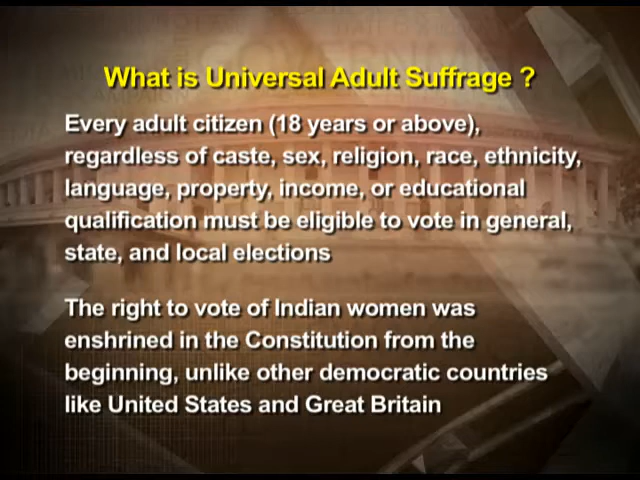 What is Universal Adult Suffrage ?
Every adult citizen (18 years or above),
regardless of caste, sex, religion, race, ethnicity,
language, property, income, or educational
qualification must be eligible to vote in general,
state, and local elections
The right to vote of Indian women was
enshrined in the Constitution from the
beginning, unlike other democratic countries
like United States and Great Britain